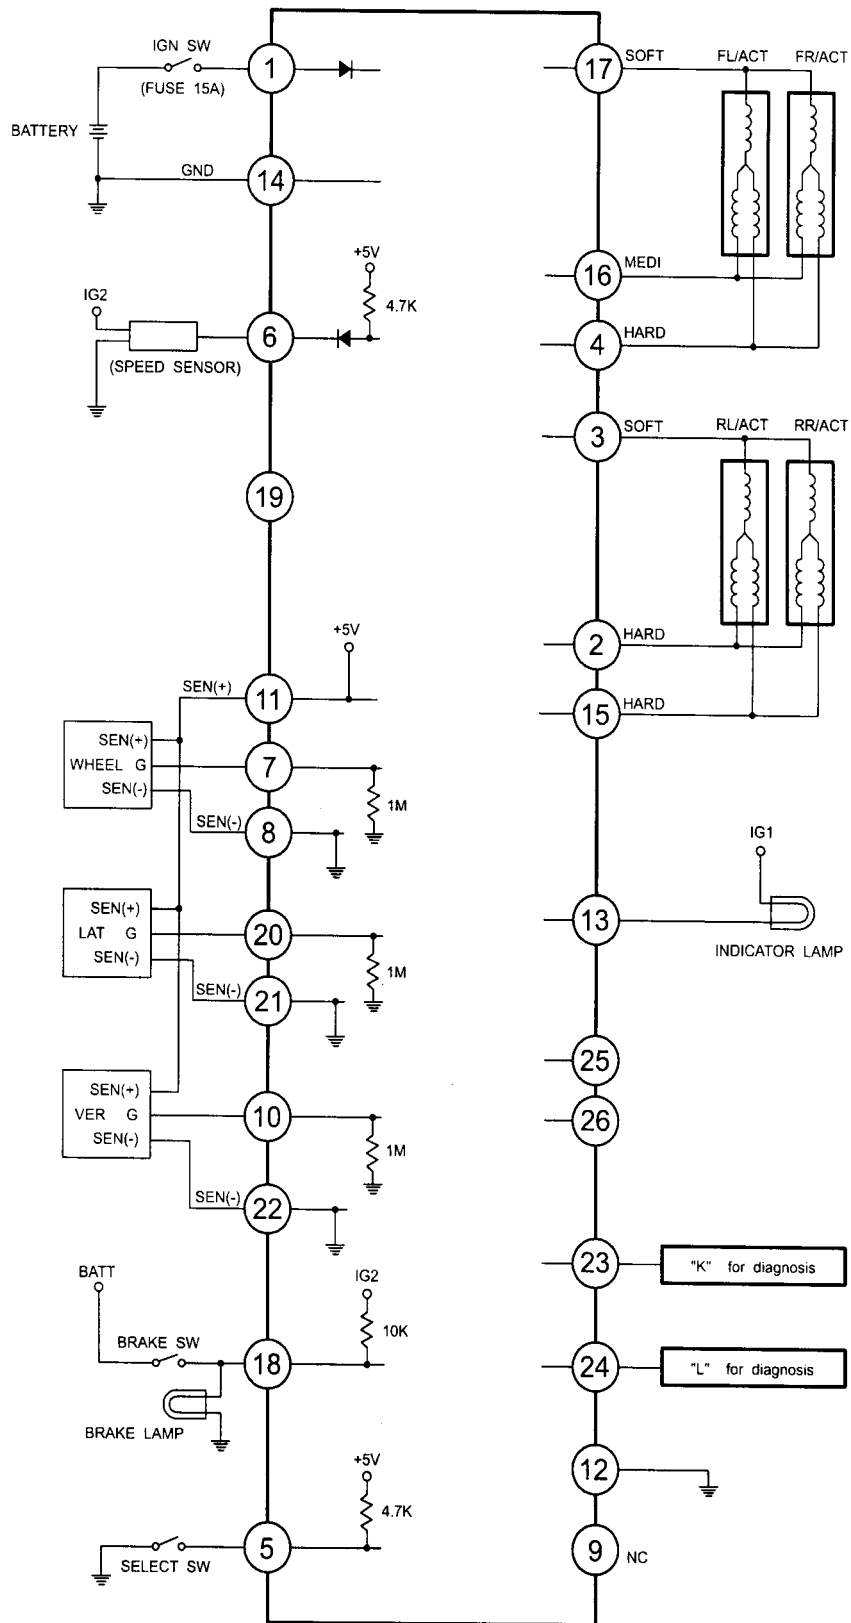 IGN SW
1
(FUSE 15A)
BATTERY
GND
14
+5V
4.7K
IG2
6
(SPEED SENSOR)
19
+5V
SEN(+)
11
SEN(+)
WHEEL G
SEN(-)
7
1M
SEN(-)
8
SEN(+)
LAT G
SEN(-)
20
1M
SEN(-)
21
SEN(+)
VER G
SEN(-)
10
1M
SEN(-)
22
BATT
IG2
10K
BRAKE SW
18
BRAKE LAMP
+5V
4.7K
5
SELECT SW
17
SOFT
FL/ACT
FR/ACT
16
MEDI
4
HARD
3
SOFT
RL/ACT
RR/ACT
2
HARD
15
HARD
IG1
13
INDICATOR LAMP
25
26
23
"K" for diagnosis
24
"L" for diagnosis
12
9
NC